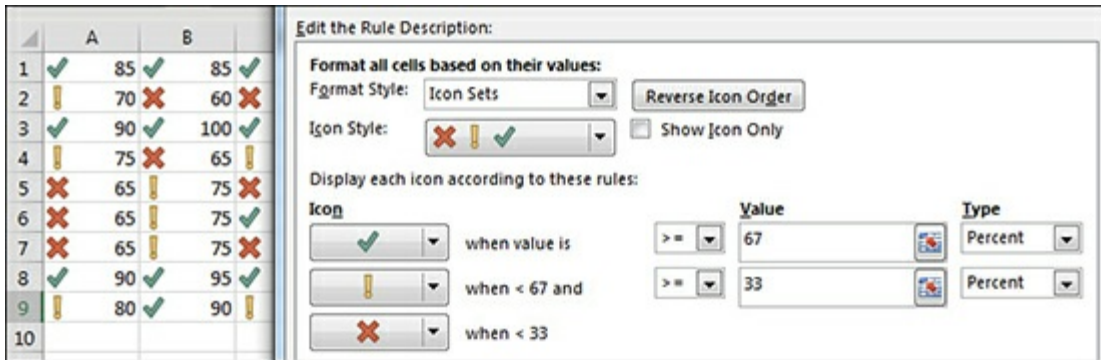 Edit the Rule Description:
A B
1 85 85
2 70 60
3 90 100
4 75 65
5 65 75
6 65 75
7 65 75
8 90 95
9 80 90
10
Format all cells based on their values:
Format Style: Icon Sets Reverse Icon Order
Icon Style: Show Icon Only
Display each icon according to these rules:
Icon Value Type
when value is >= 67 Percent
when < 67 and >= 33 Percent
when < 33